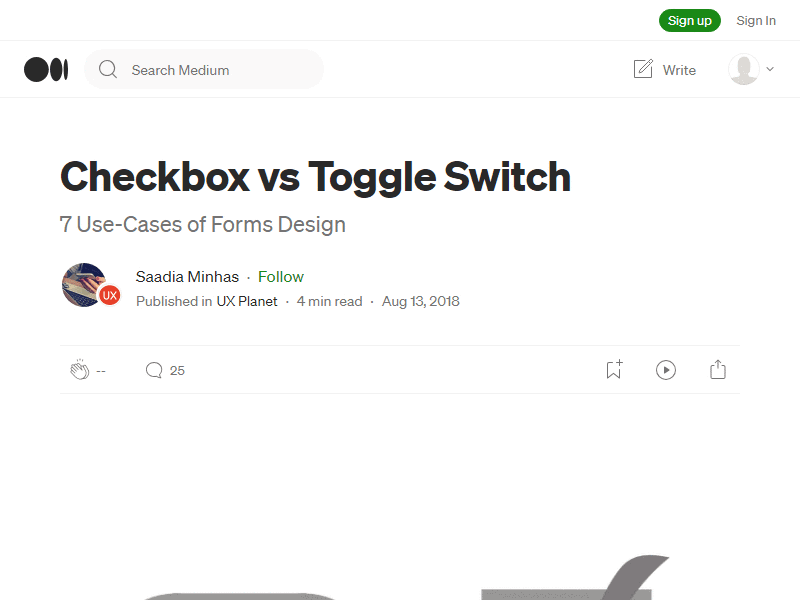 Sign up Sign In
Search Medium Write
Checkbox vs Toggle Switch
7 Use-Cases of Forms Design
Saadia Minhas · Follow
UX
Published in UX Planet · 4 min read · Aug 13, 2018
-- 25